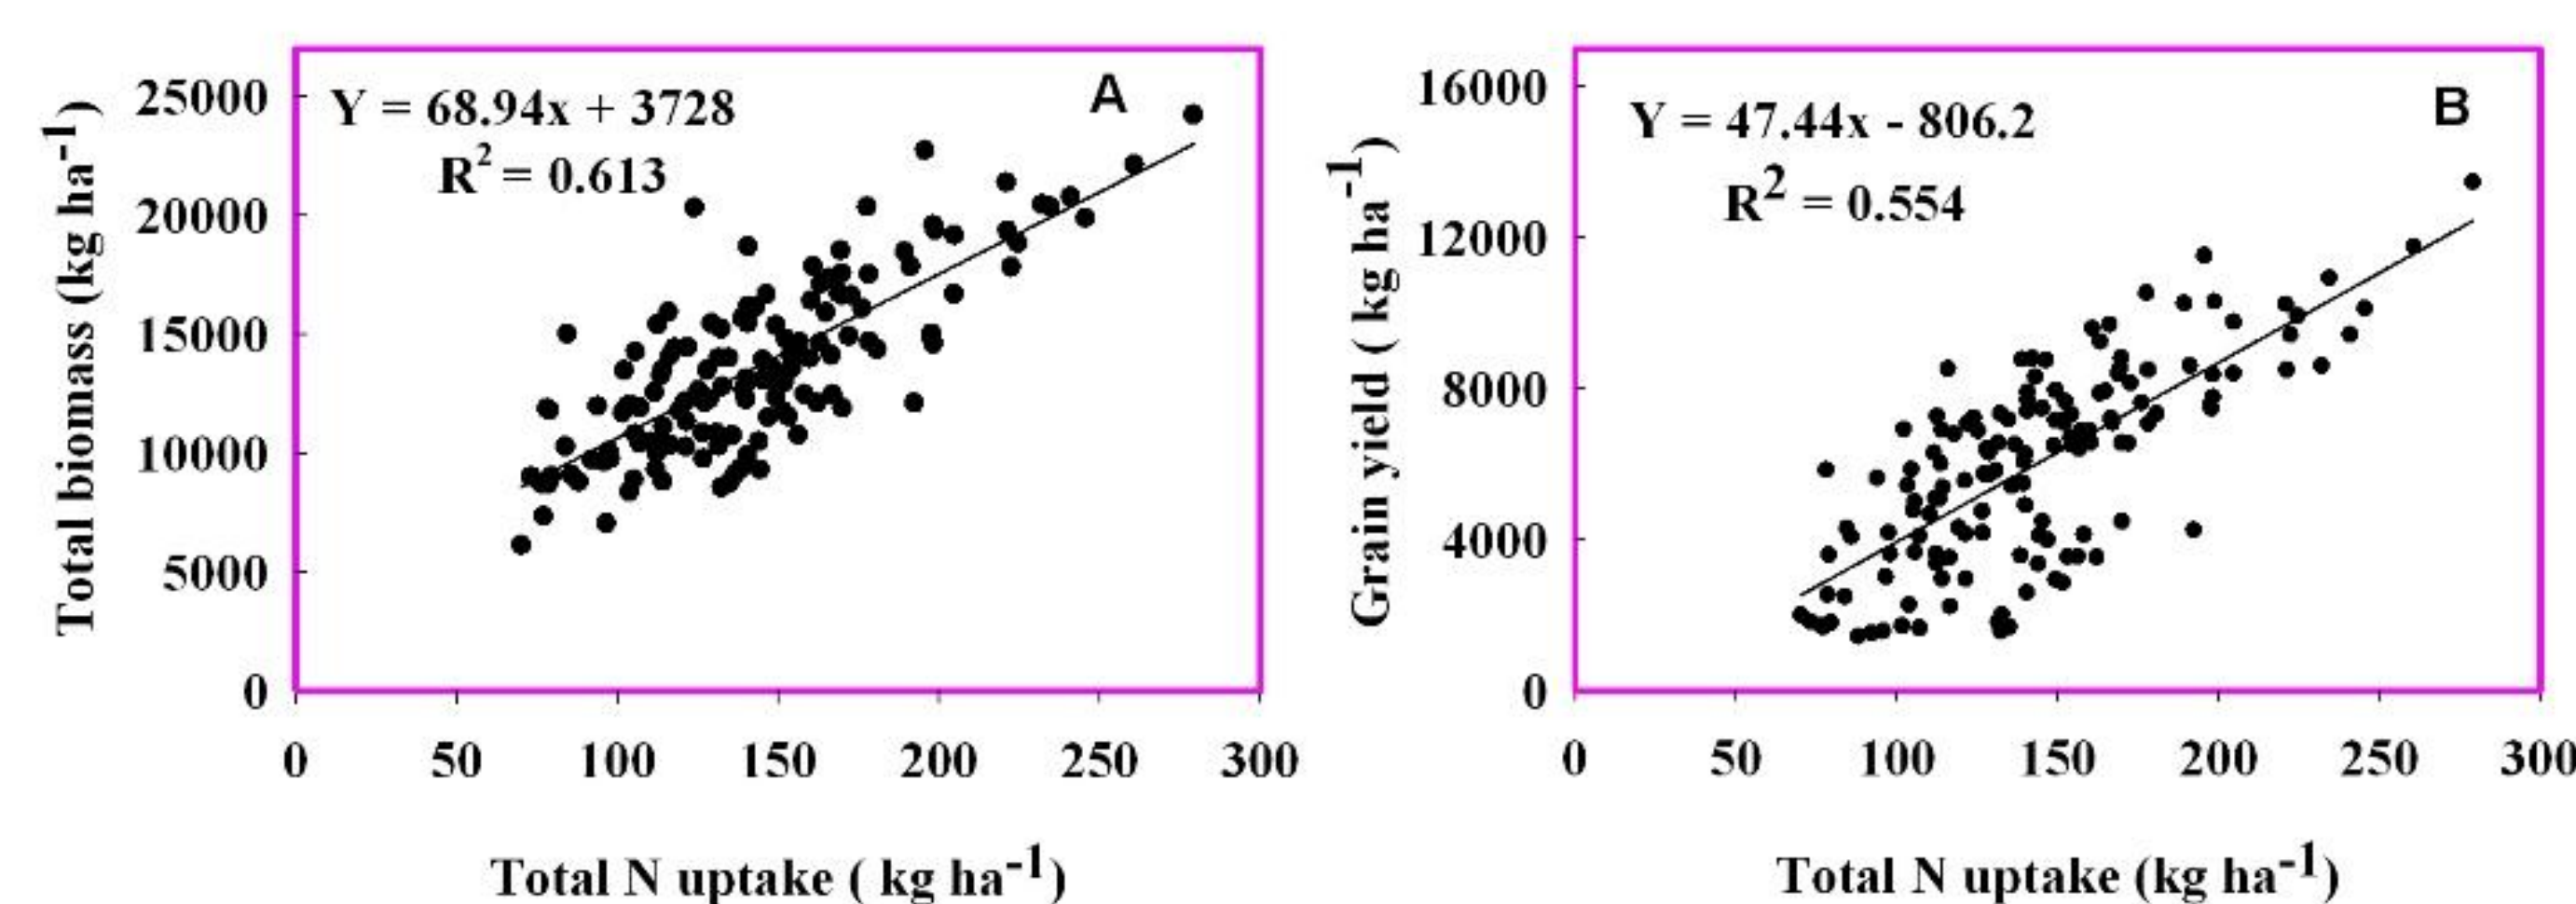 A
Y = 68.94x + 3728
R² = 0.613
Total biomass (kg ha⁻¹)
25000
20000
15000
10000
5000
0
0 50 100 150 200 250 300
Total N uptake ( kg ha⁻¹)
B
Y = 47.44x - 806.2
R² = 0.554
Grain yield ( kg ha⁻¹)
16000
12000
8000
4000
0
0 50 100 150 200 250 300
Total N uptake (kg ha⁻¹)